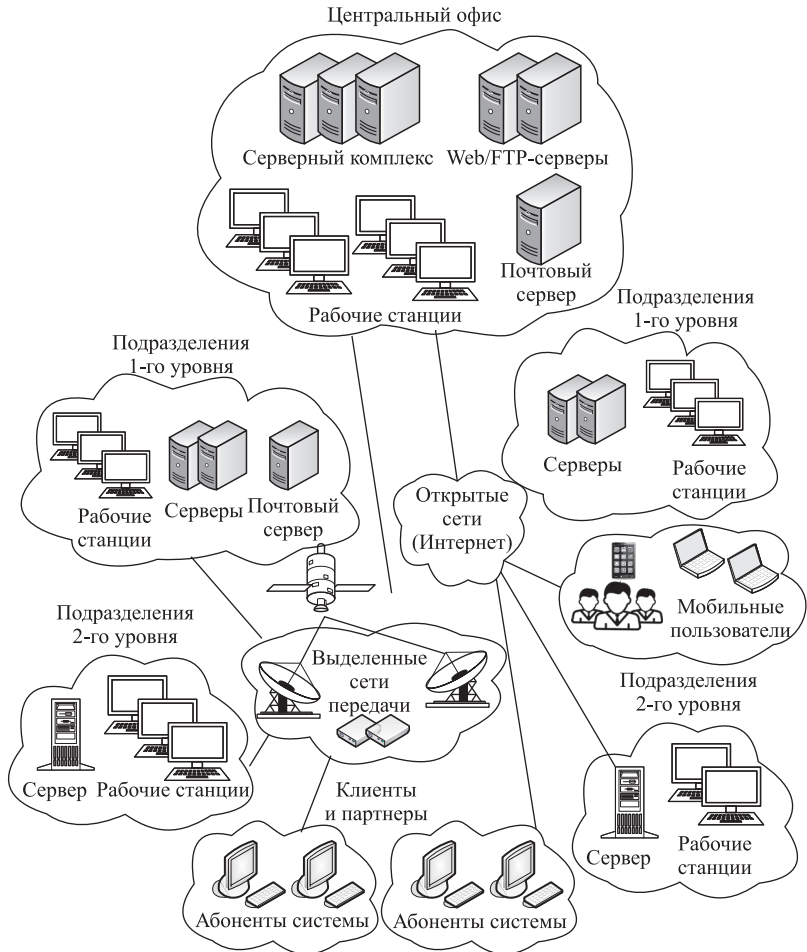 Центральный офис
Серверный комплекс
Web/FTP-серверы
Почтовый
сервер
Рабочие станции
Подразделения
1-го уровня
Серверы
Рабочие
станции
Подразделения
1-го уровня
Рабочие
станции
Серверы
Почтовый
сервер
Открытые
сети
(Интернет)
Мобильные
пользователи
Подразделения
2-го уровня
Сервер
Рабочие станции
Выделенные
сети
передачи
Подразделения
2-го уровня
Сервер
Рабочие
станции
Клиенты
и партнеры
Абоненты системы
Абоненты системы